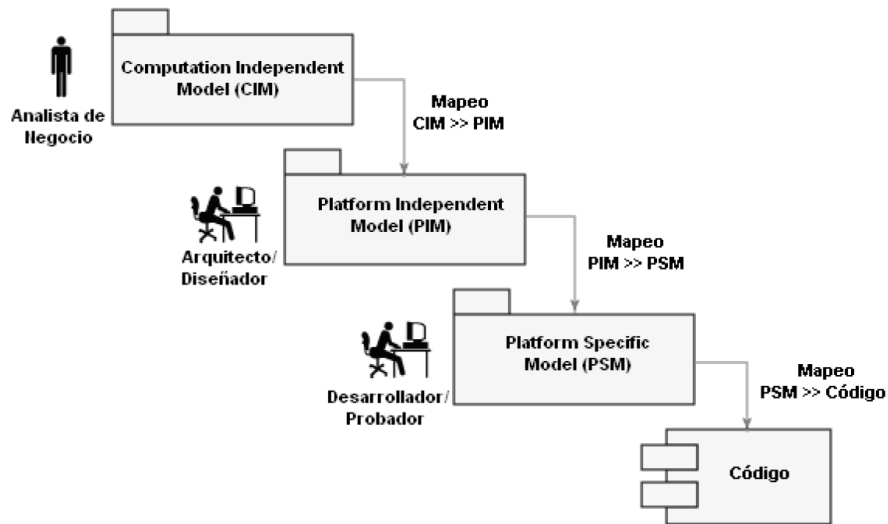 Computation Independent
Model (CIM)
Analista de
Negocio
Mapeo
CIM >> PIM
Platform Independent
Model (PIM)
Arquitecto/
Diseñador
Mapeo
PIM >> PSM
Platform Specific
Model (PSM)
Desarrollador/
Probador
Mapeo
PSM >> Código
Código